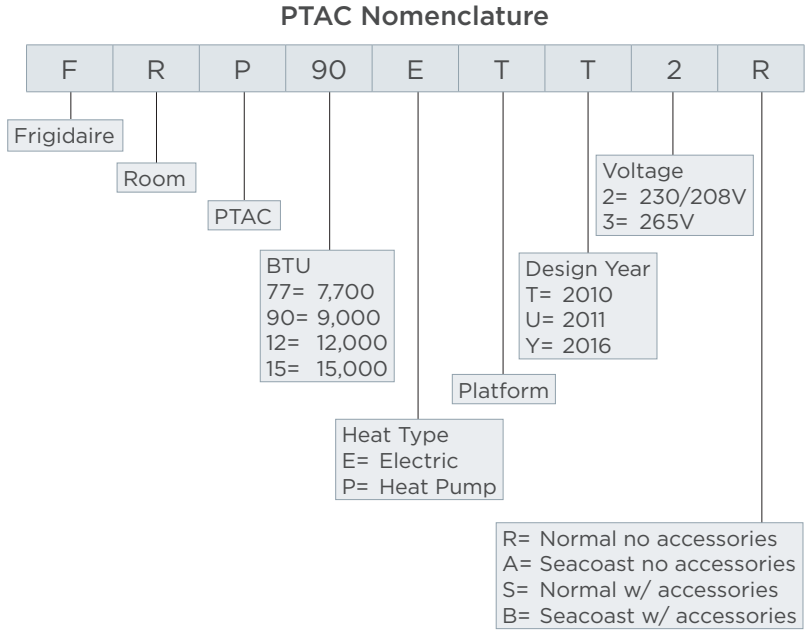 PTAC Nomenclature
F R P 90 E T T 2 R
Frigidaire
Room
PTAC
BTU
77= 7,700
90= 9,000
12= 12,000
15= 15,000
Heat Type
E= Electric
P= Heat Pump
Platform
Design Year
T= 2010
U= 2011
Y= 2016
Voltage
2= 230/208V
3= 265V
R= Normal no accessories
A= Seacoast no accessories
S= Normal w/ accessories
B= Seacoast w/ accessories